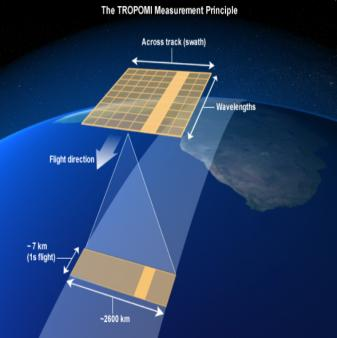 The TROPOMI Measurement Principle
Across track (swath)
Wavelengths
Flight direction
~ 7 km
(1s flight)
~2600 km